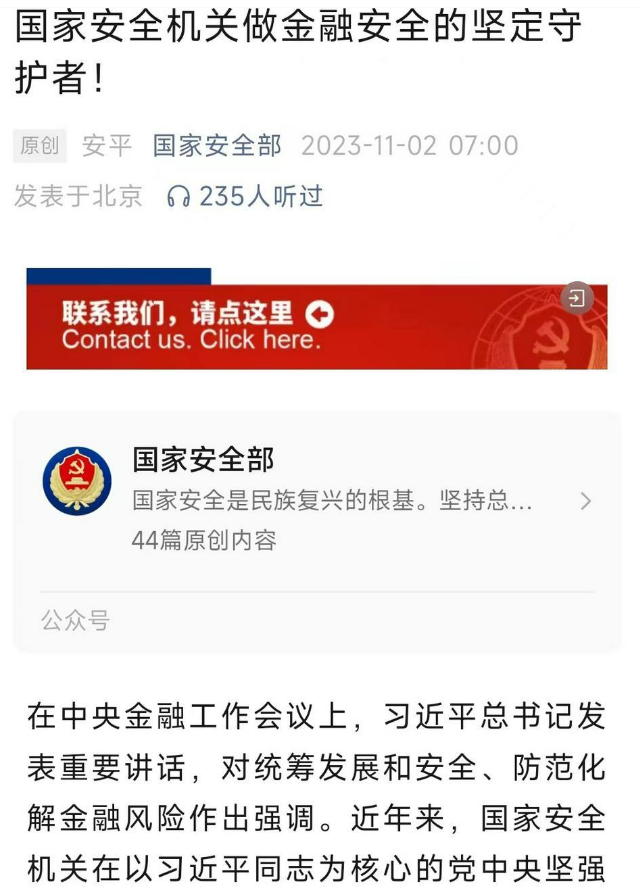 国家安全机关做金融安全的坚定守
护者！
原创 安平 国家安全部 2023-11-02 07:00
发表于北京 235人听过
联系我们，请点这里
Contact us. Click here.
国家安全部
国家安全是民族复兴的根基。坚持总...
44篇原创内容
公众号
在中央金融工作会议上，习近平总书记发
表重要讲话，对统筹发展和安全、防范化
解金融风险作出强调。近年来，国家安全
机关在以习近平同志为核心的党中央坚强